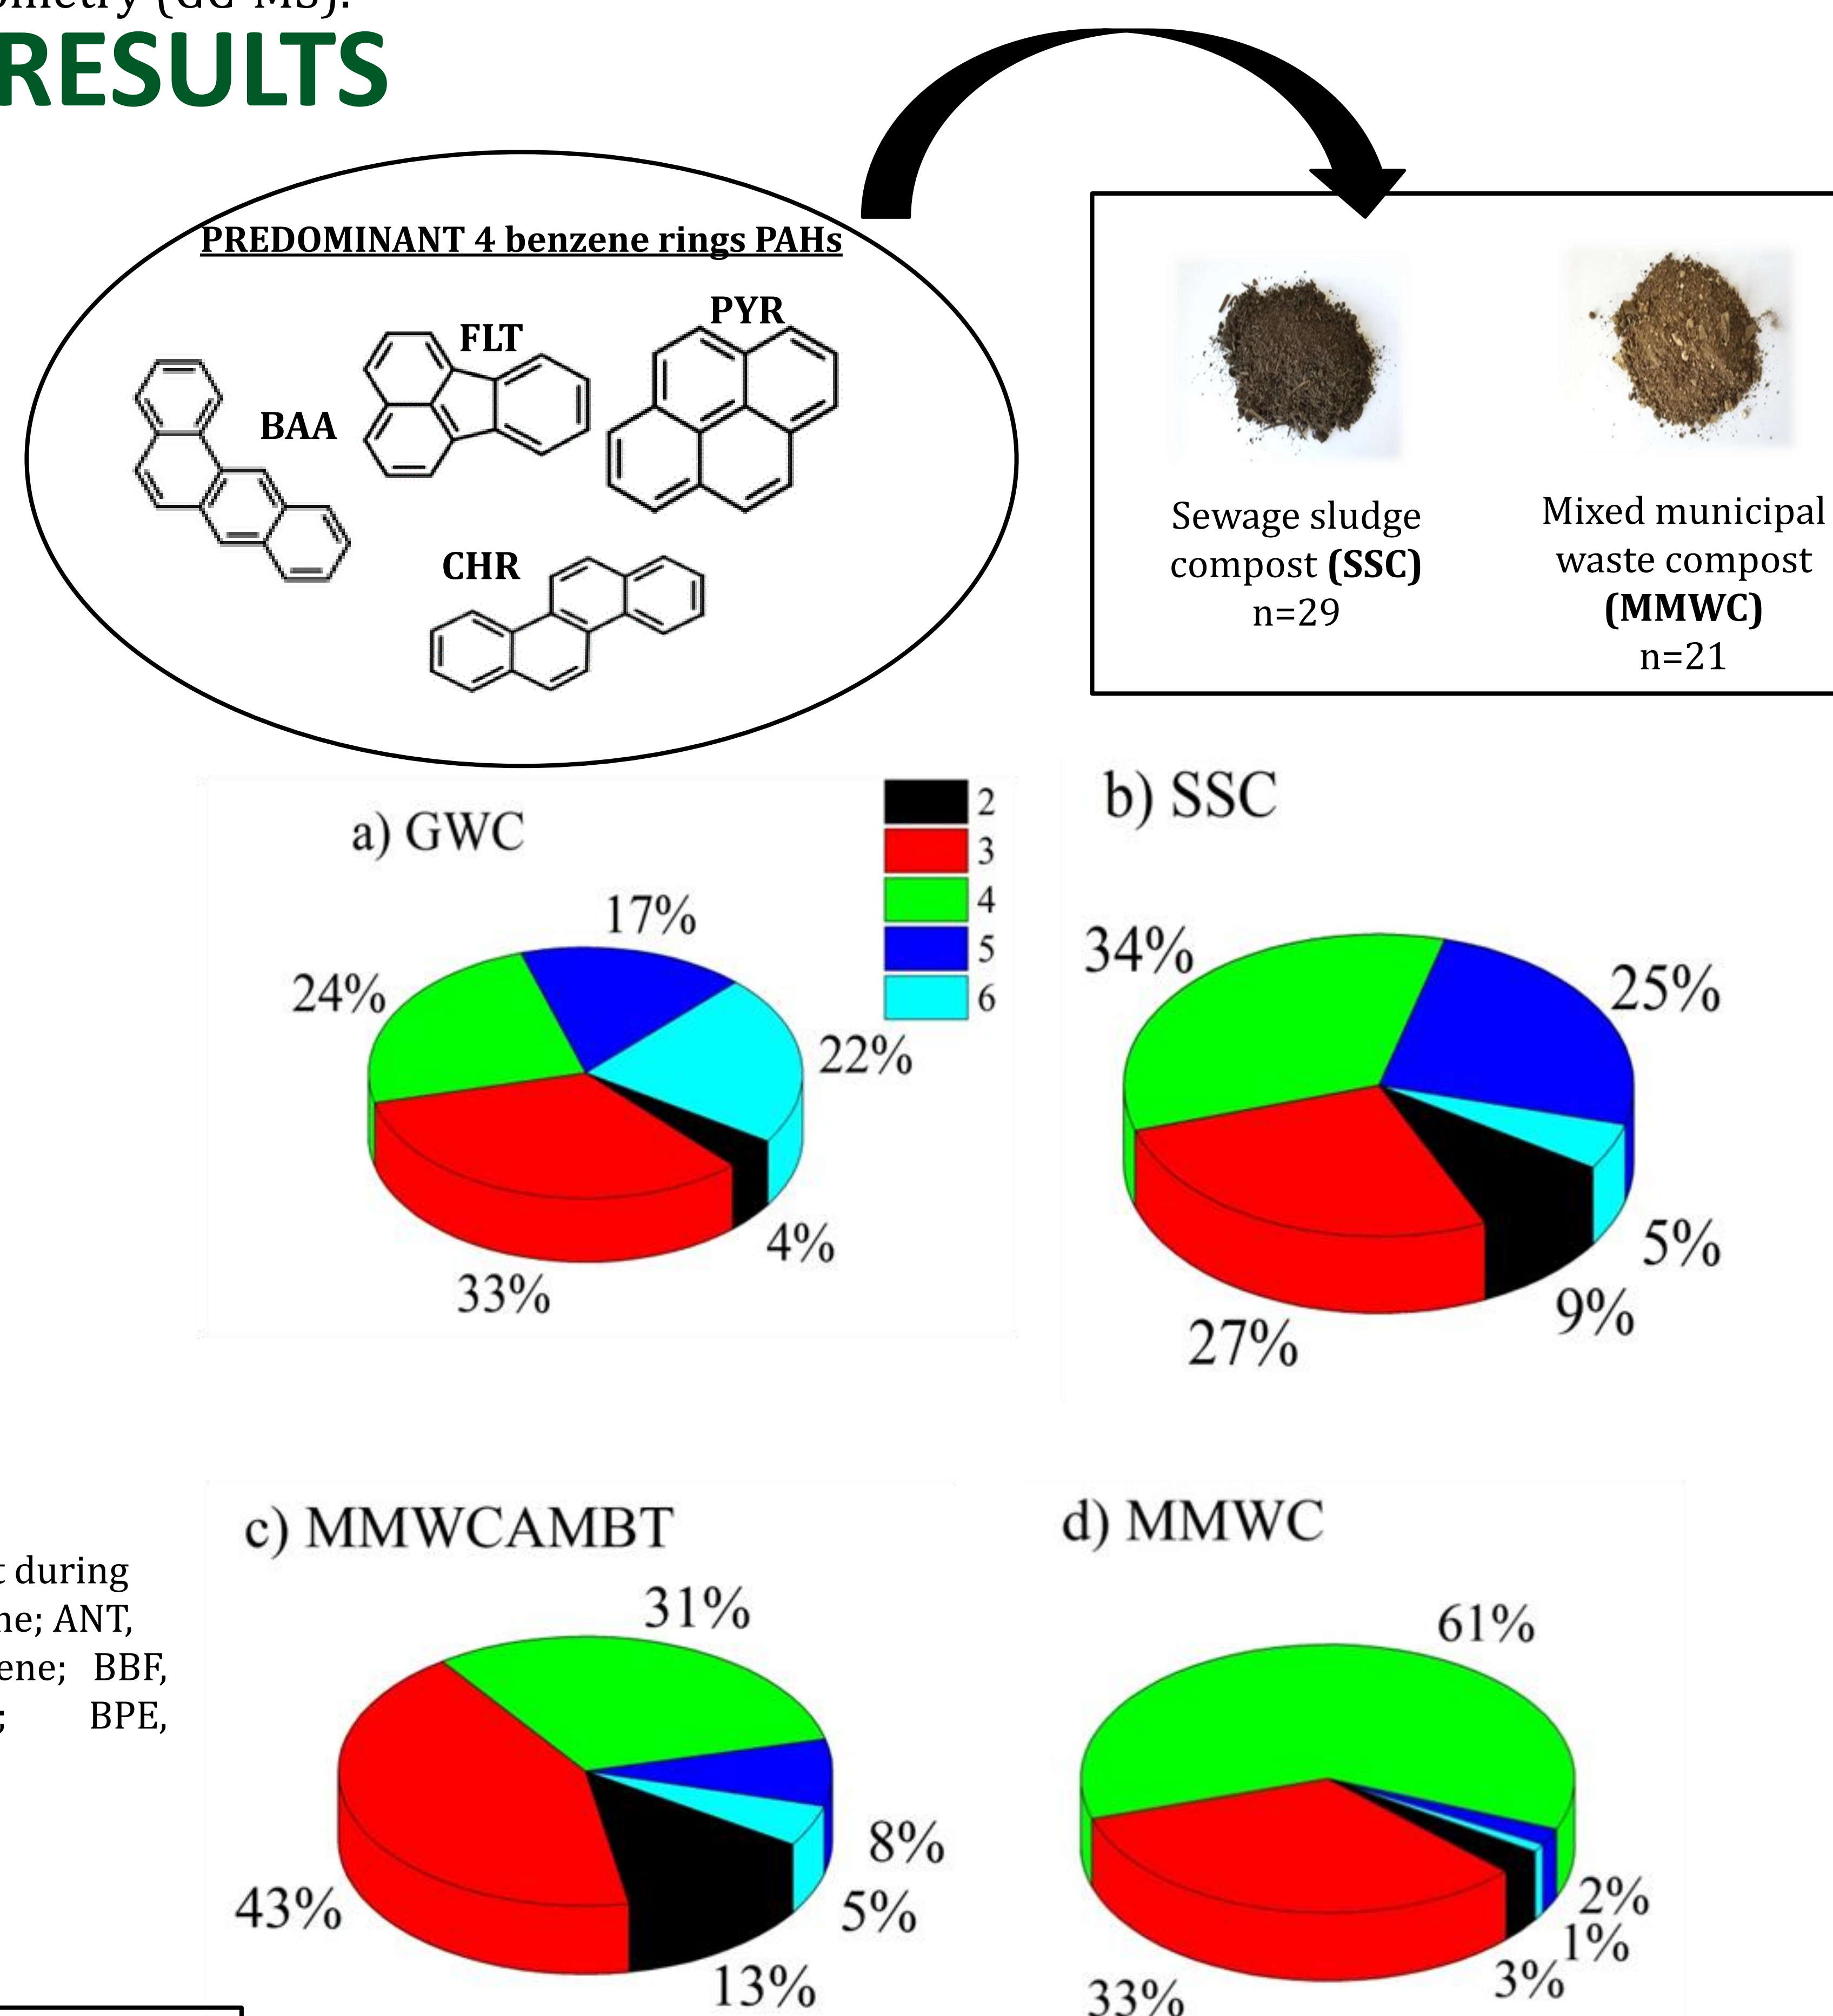 (GC-MS).
RESULTS
PREDOMINANT 4 benzene rings PAHs
BAA
FLT
PYR
CHR
Sewage sludge
compost (SSC)
n=29
Mixed municipal
waste compost
(MMWC)
n=21
a) GWC
2
3
4
5
6
17%
24%
22%
4%
33%
b) SSC
34%
25%
5%
9%
27%
during
ANT,
BBF,
BPE,
c) MMWCAMBT
31%
8%
5%
43%
13%
d) MMWC
61%
2%
1%
3%
33%